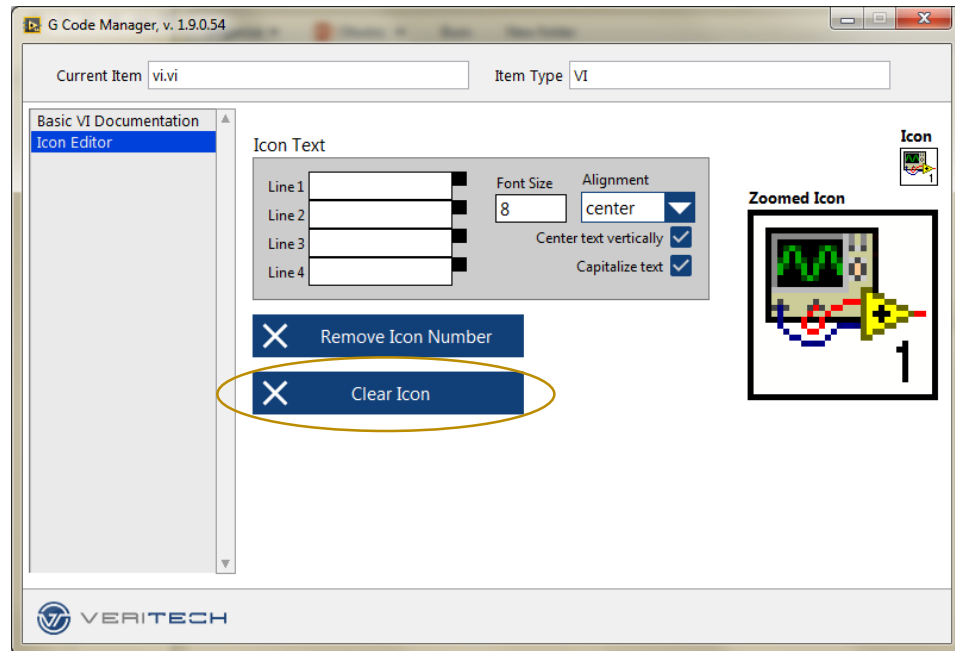 G Code Manager, v. 1.9.0.54
Current Item vi.vi Item Type VI
Basic VI Documentation
Icon Editor
Icon Text
Icon
1
Line 1
Font Size Alignment
Zoomed Icon
8 center
Line 2
Center text vertically
Line 3
Capitalize text
Line 4
Remove Icon Number
1
Clear Icon
VERITECH